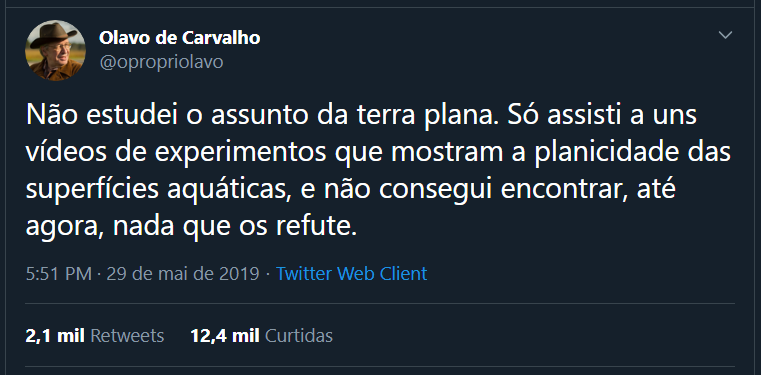 Olavo de Carvalho
@opropriolavo
Não estudei o assunto da terra plana. Só assisti a uns
vídeos de experimentos que mostram a planicidade das
superfícies aquáticas, e não consegui encontrar, até
agora, nada que os refute.
5:51 PM · 29 de mai de 2019 · Twitter Web Client
2,1 mil Retweets 12,4 mil Curtidas